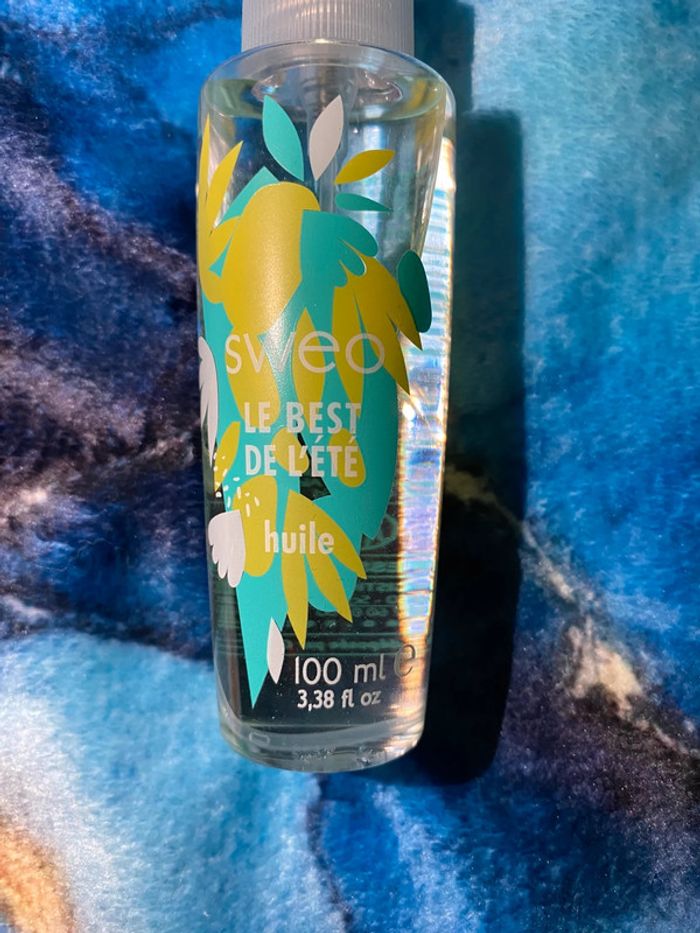 sweo
LE BEST
DE L'ÉTÉ
huile
100 ml e
3,38 fl oz